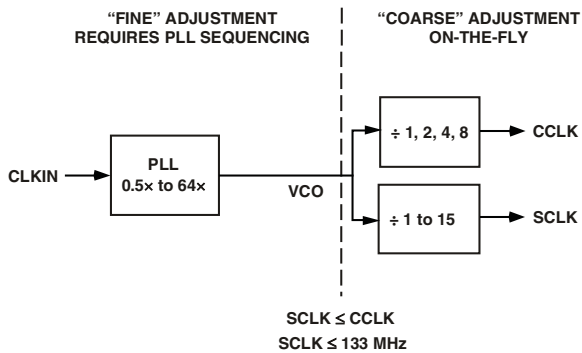 “FINE” ADJUSTMENT
REQUIRES PLL SEQUENCING
“COARSE” ADJUSTMENT
ON-THE-FLY
CLKIN
PLL
0.5× to 64×
VCO
÷ 1, 2, 4, 8
CCLK
÷ 1 to 15
SCLK
SCLK ≤ CCLK
SCLK ≤ 133 MHz